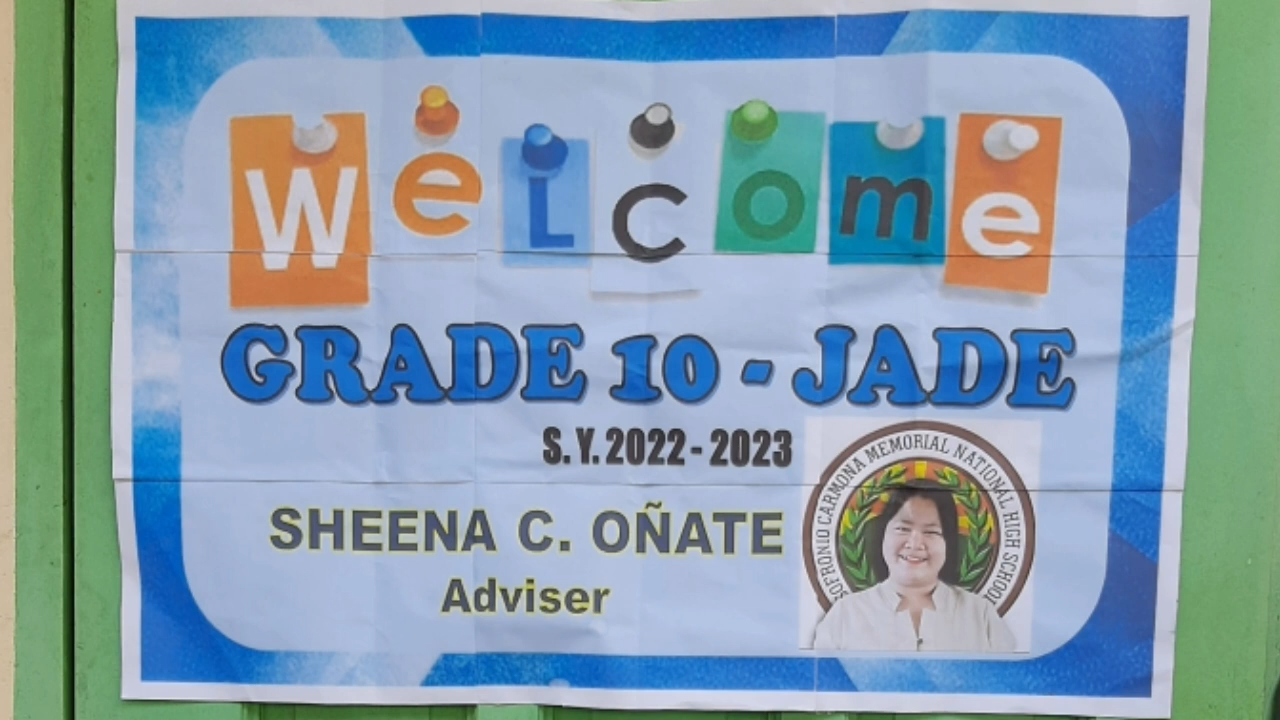 WeLcome
GRADE 10 - JADE
S. Y. 2022 - 2023
SOFRONIO CARMONA MEMORIAL NATIONAL HIGH SCHOOL
SHEENA C. OÑATE
Adviser